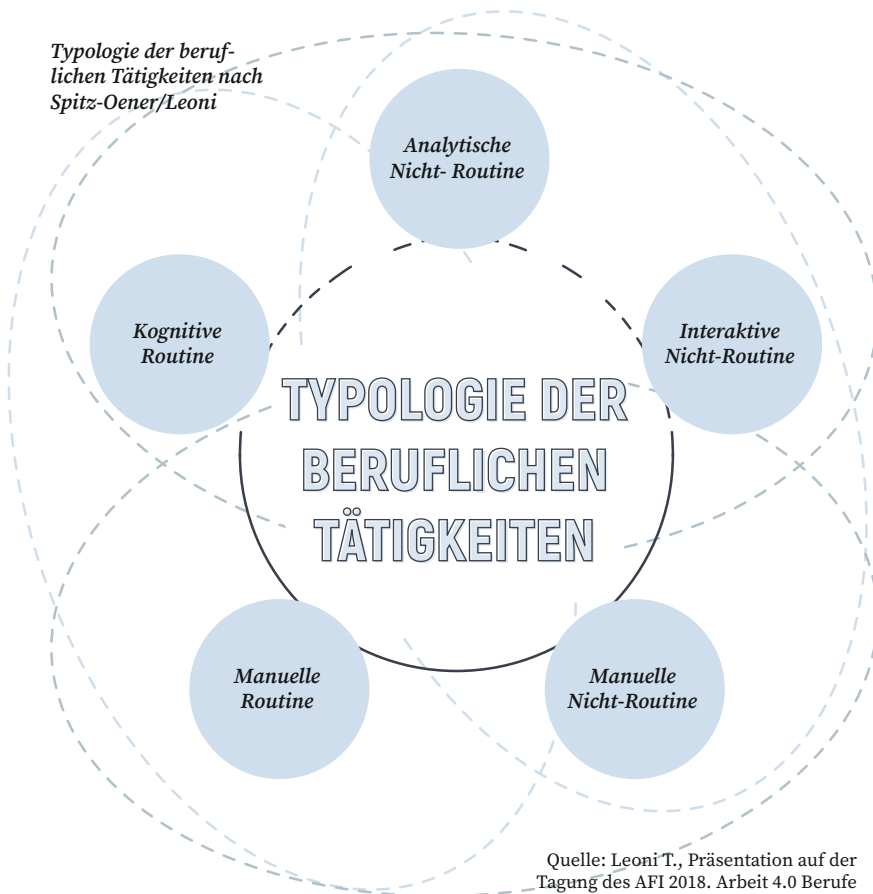 Typologie der beruf-
lichen Tätigkeiten nach
Spitz-Oener/Leoni
Analytische
Nicht- Routine
Kognitive
Routine
Interaktive
Nicht-Routine
TYPOLOGIE DER
BERUFLICHEN
TÄTIGKEITEN
Manuelle
Routine
Manuelle
Nicht-Routine
Quelle: Leoni T., Präsentation auf der
Tagung des AFI 2018. Arbeit 4.0 Berufe